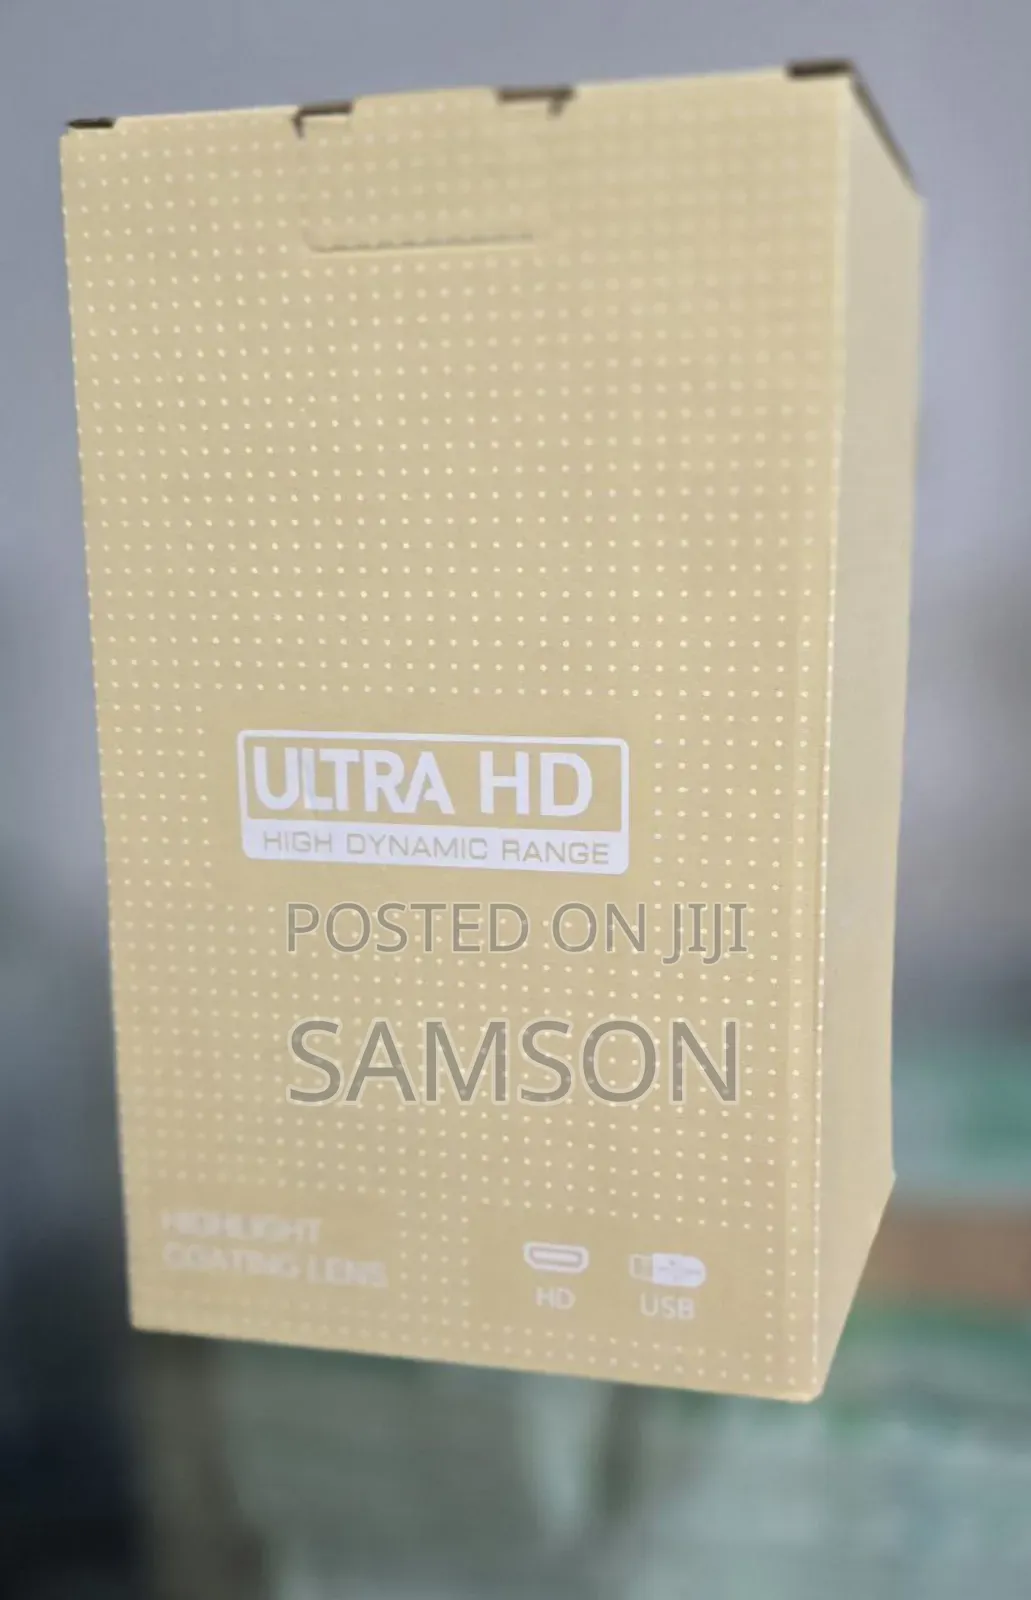 ULTRA HD
HIGH DYNAMIC RANGE
POSTED ON JIJI
SAMSON
HIGHLIGHT
COATING LENS
HD
USB